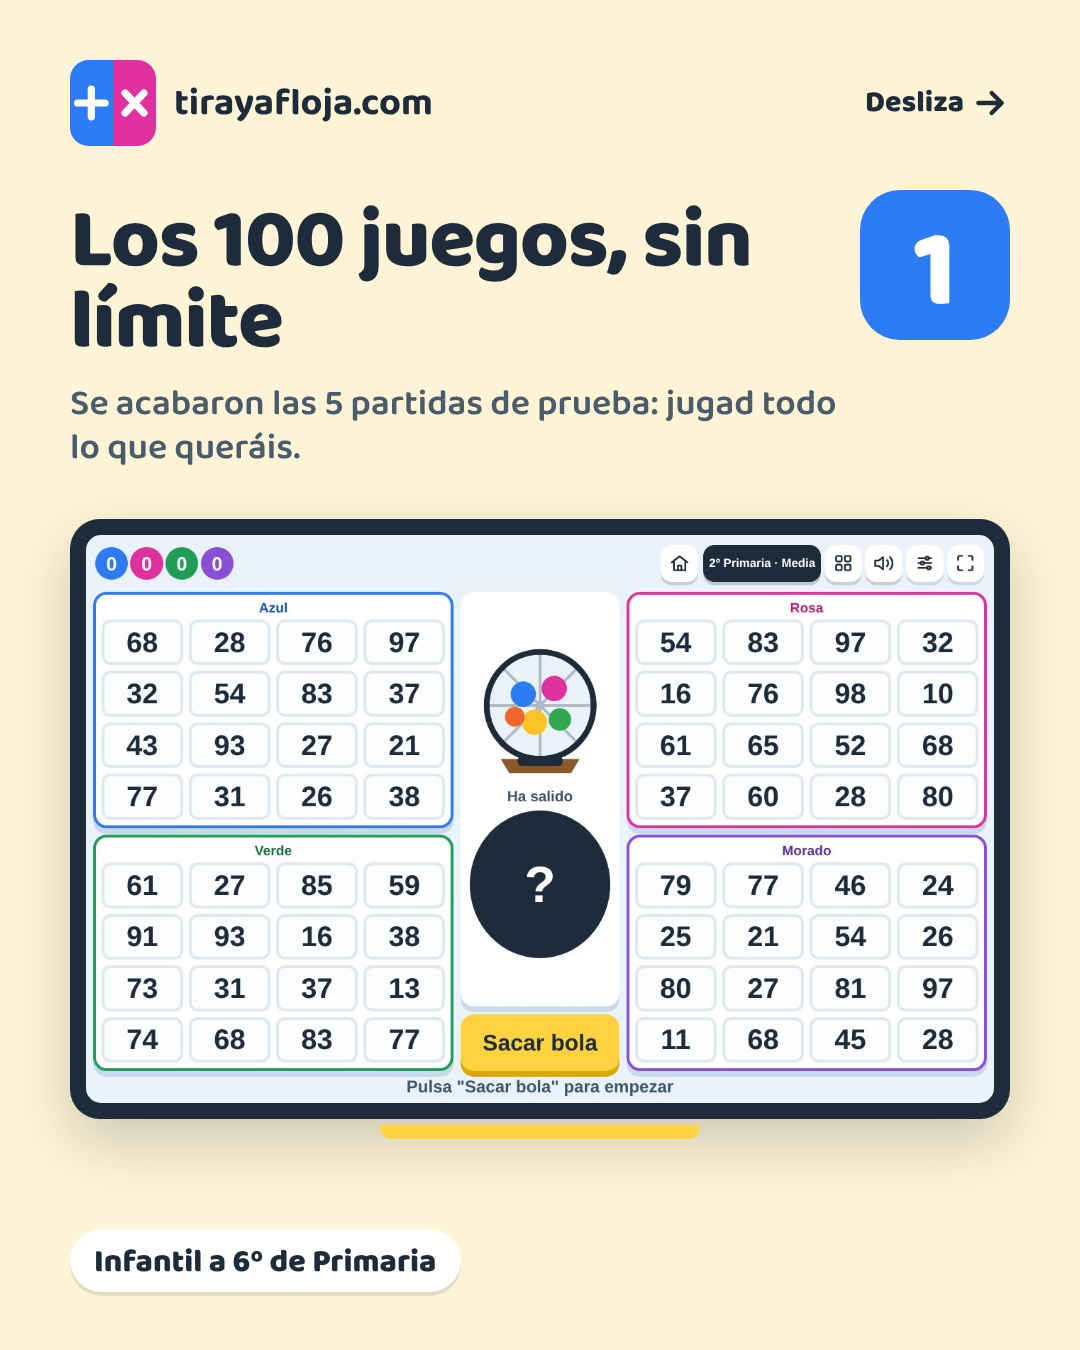 tirayafloja.com
Desliza →
Los 100 juegos, sin
límite
1
Se acabaron las 5 partidas de prueba: jugad todo
lo que queráis.
0 0 0 0
2º Primaria · Media
Azul
68 28 76 97
32 54 83 37
43 93 27 21
77 31 26 38
Rosa
54 83 97 32
16 76 98 10
61 65 52 68
37 60 28 80
Ha salido
?
Verde
61 27 85 59
91 93 16 38
73 31 37 13
74 68 83 77
Morado
79 77 46 24
25 21 54 26
80 27 81 97
11 68 45 28
Sacar bola
Pulsa "Sacar bola" para empezar
Infantil a 6º de Primaria